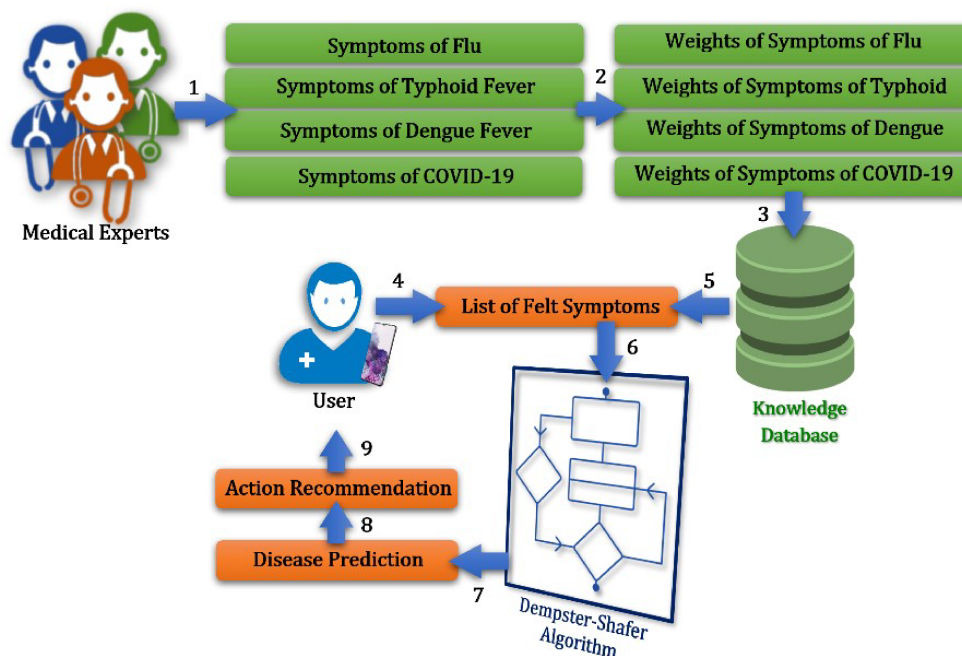 1
Symptoms of Flu
Symptoms of Typhoid Fever
Symptoms of Dengue Fever
Symptoms of COVID-19
2
Weights of Symptoms of Flu
Weights of Symptoms of Typhoid
Weights of Symptoms of Dengue
Weights of Symptoms of COVID-19
Medical Experts
3
4
List of Felt Symptoms
5
6
User
Knowledge
Database
9
Action Recommendation
8
Disease Prediction
7
Dempster-Shafer
Algorithm